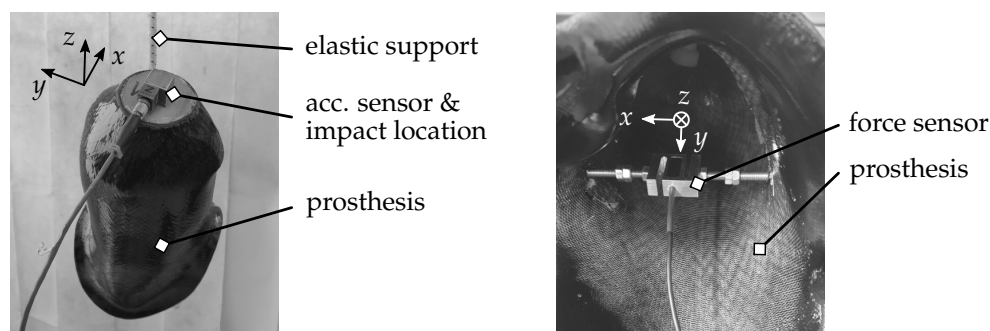 elastic support
z
x
y
acc. sensor &
impact location
prosthesis
z
x
y
force sensor
prosthesis